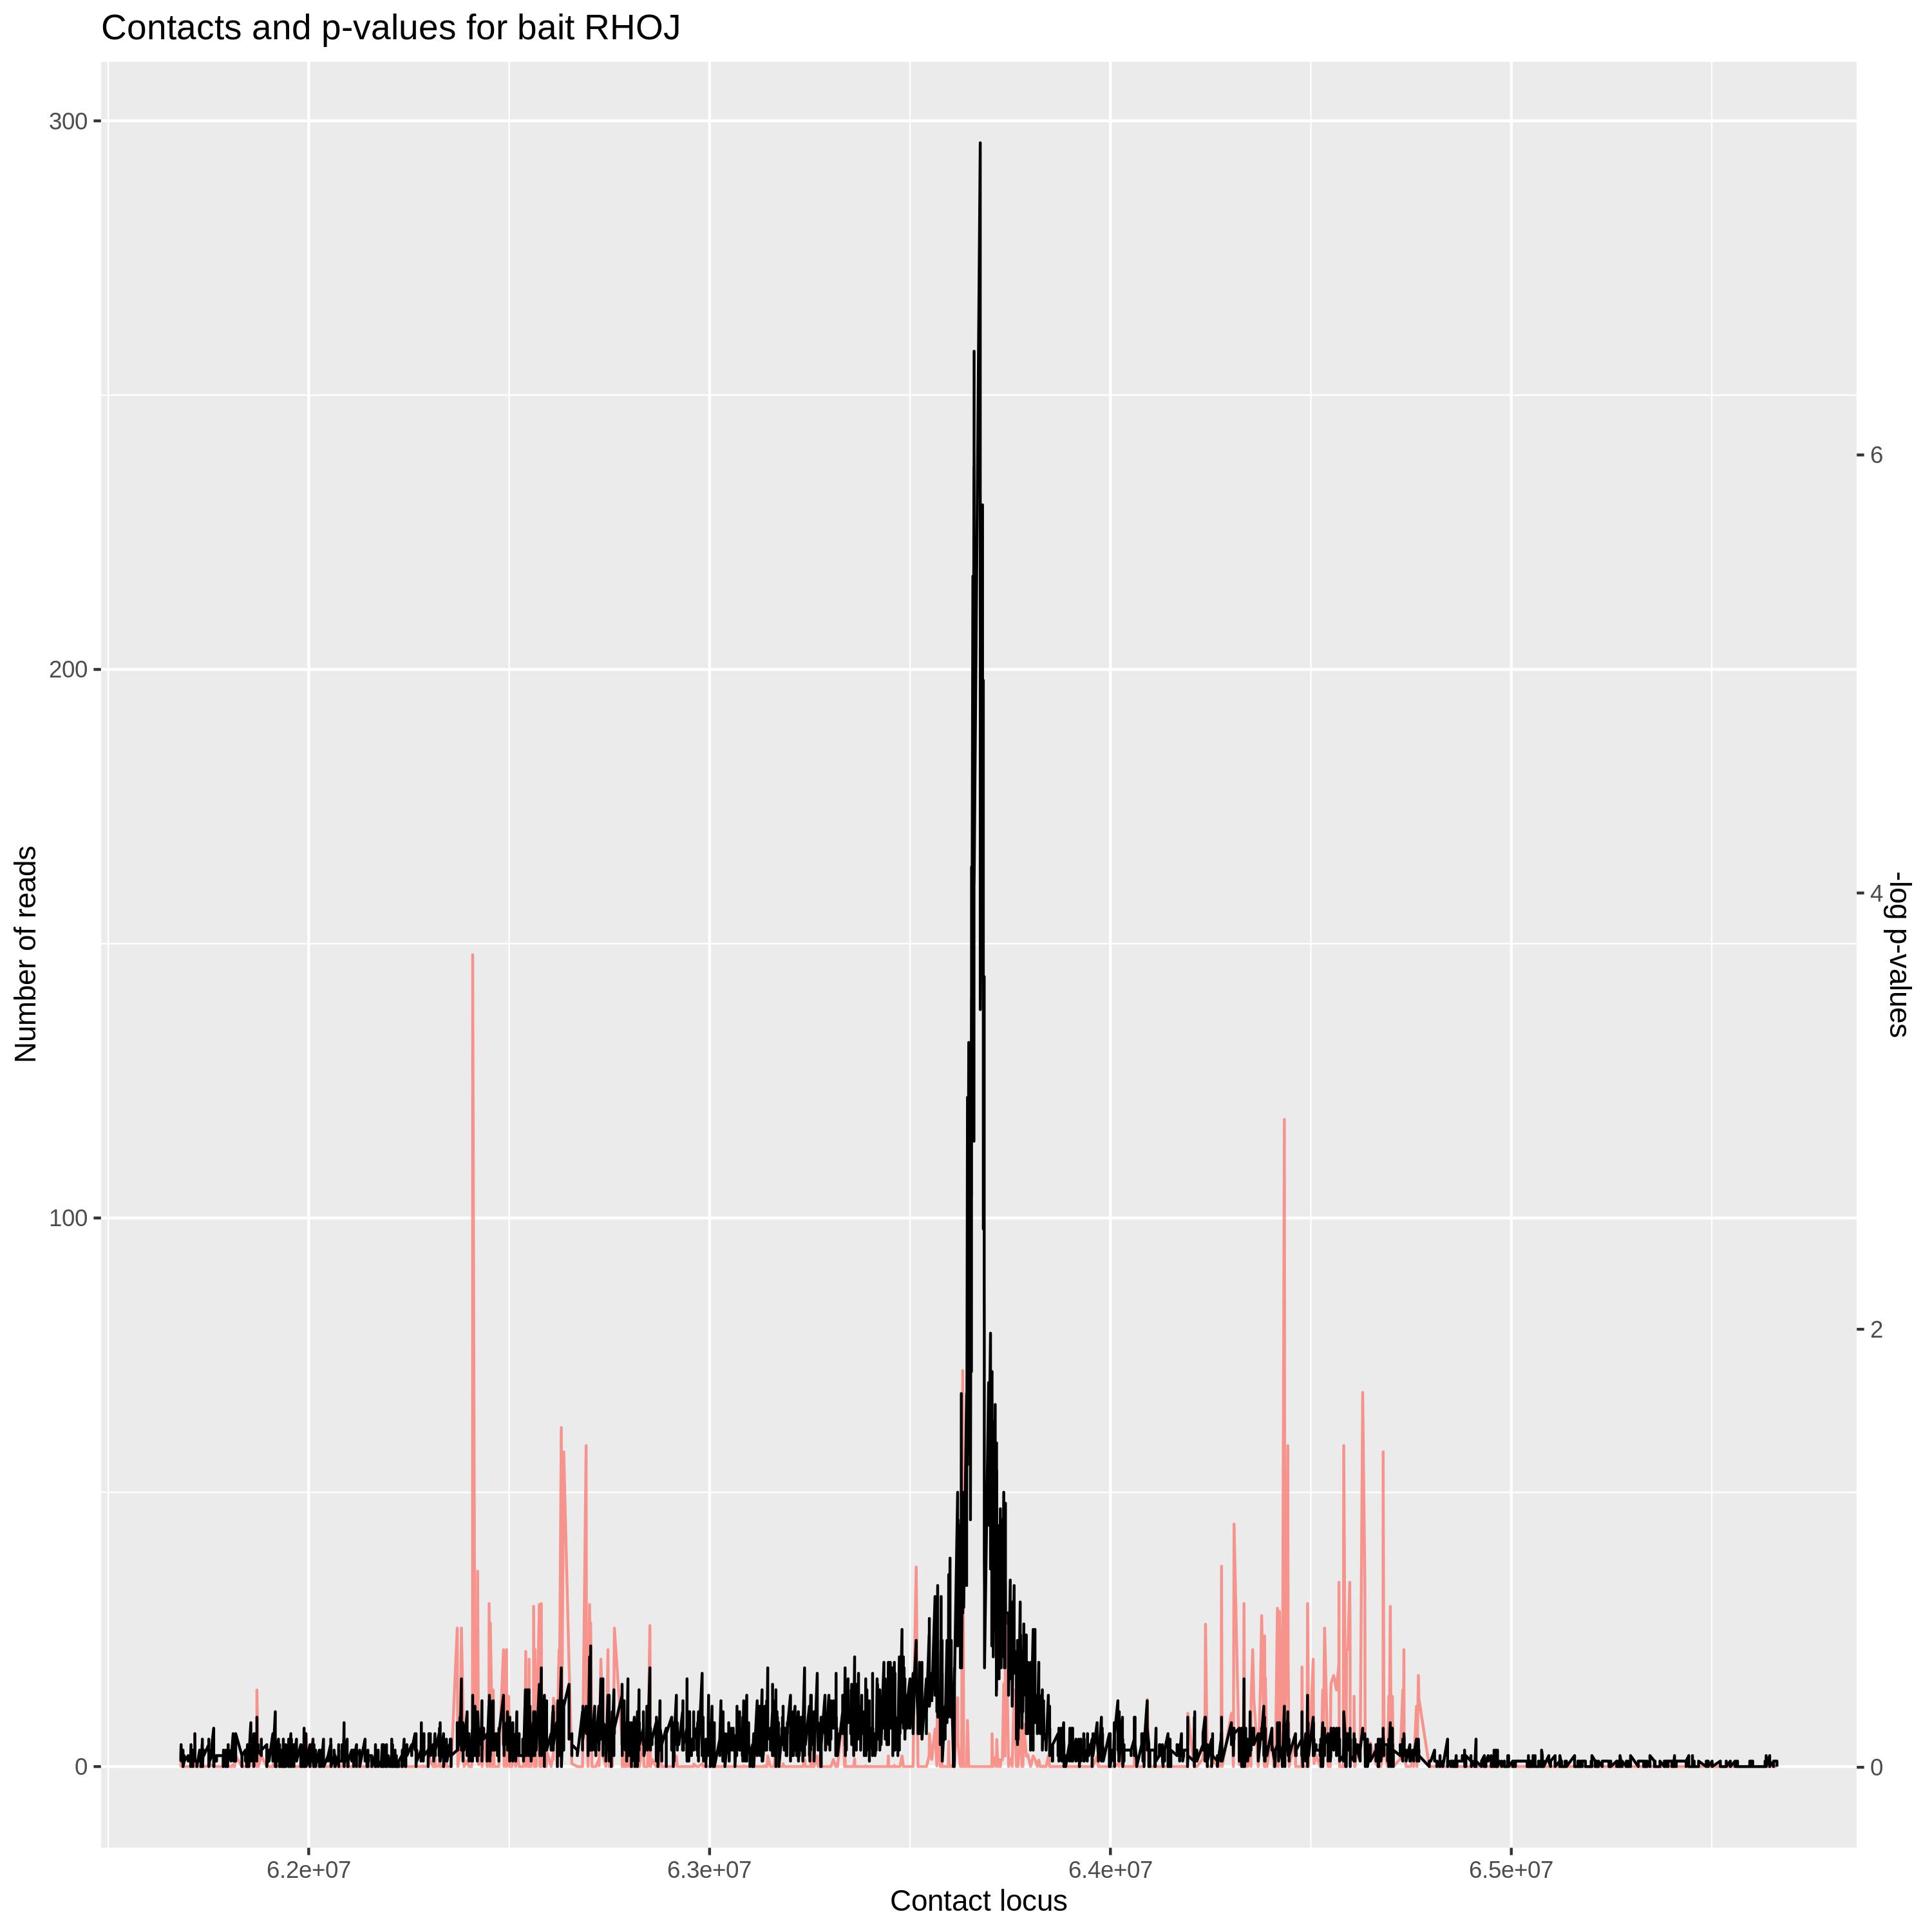 Contacts and p-values for bait RHOJ
300
200
100
0
Number of reads
6
4
2
0
-log p-values
6.2e+07
6.3e+07
6.4e+07
6.5e+07
Contact locus